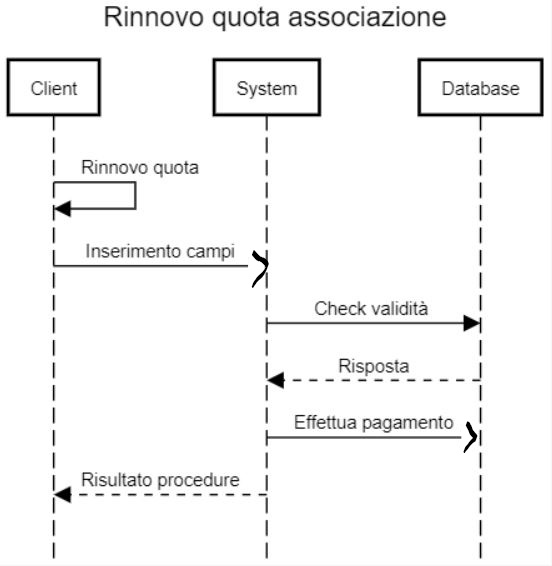 Rinnovo quota associazione
Client
System
Database
Rinnovo quota
Inserimento campi
Check validità
Risposta
Effettua pagamento
Risultato procedure